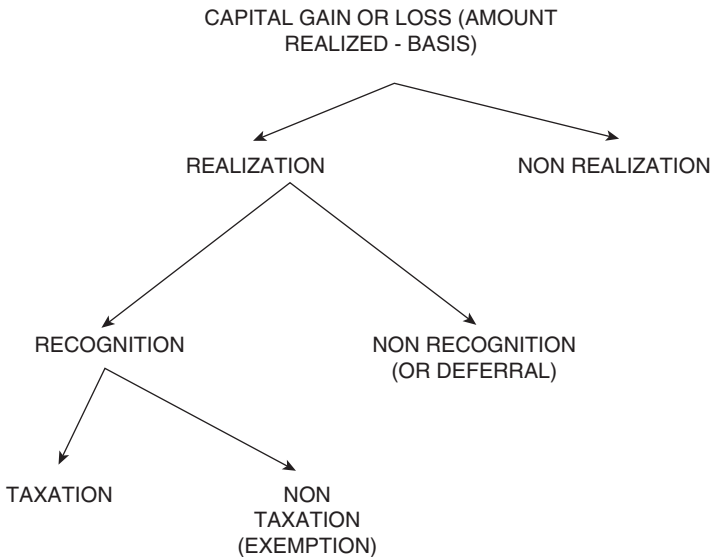 CAPITAL GAIN OR LOSS (AMOUNT
REALIZED - BASIS)
REALIZATION
NON REALIZATION
RECOGNITION
NON RECOGNITION
(OR DEFERRAL)
TAXATION
NON
TAXATION
(EXEMPTION)